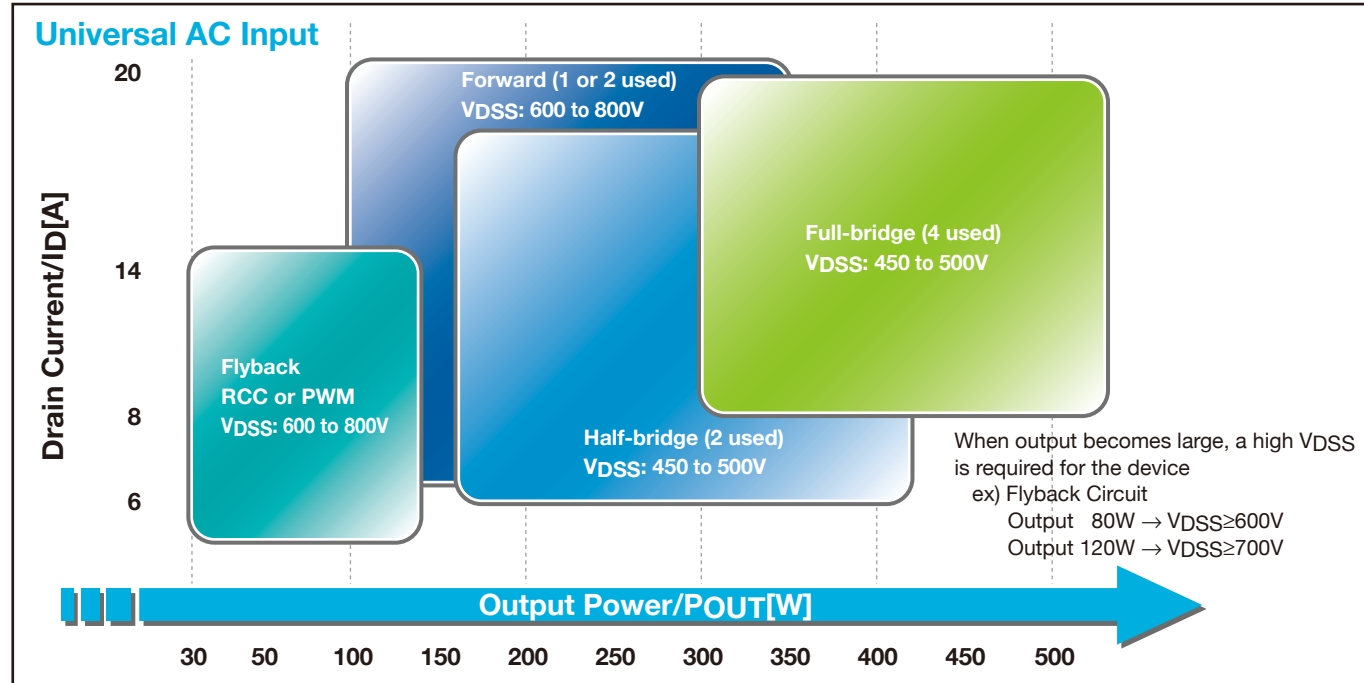 Universal AC Input
Drain Current/ID[A]
20
14
8
6
Forward (1 or 2 used)
VDSS: 600 to 800V
Full-bridge (4 used)
VDSS: 450 to 500V
Flyback
RCC or PWM
VDSS: 600 to 800V
Half-bridge (2 used)
VDSS: 450 to 500V
When output becomes large, a high VDSS
is required for the device
ex) Flyback Circuit
Output 80W → VDSS≥600V
Output 120W → VDSS≥700V
Output Power/POUT[W]
30 50 100 150 200 250 300 350 400 450 500